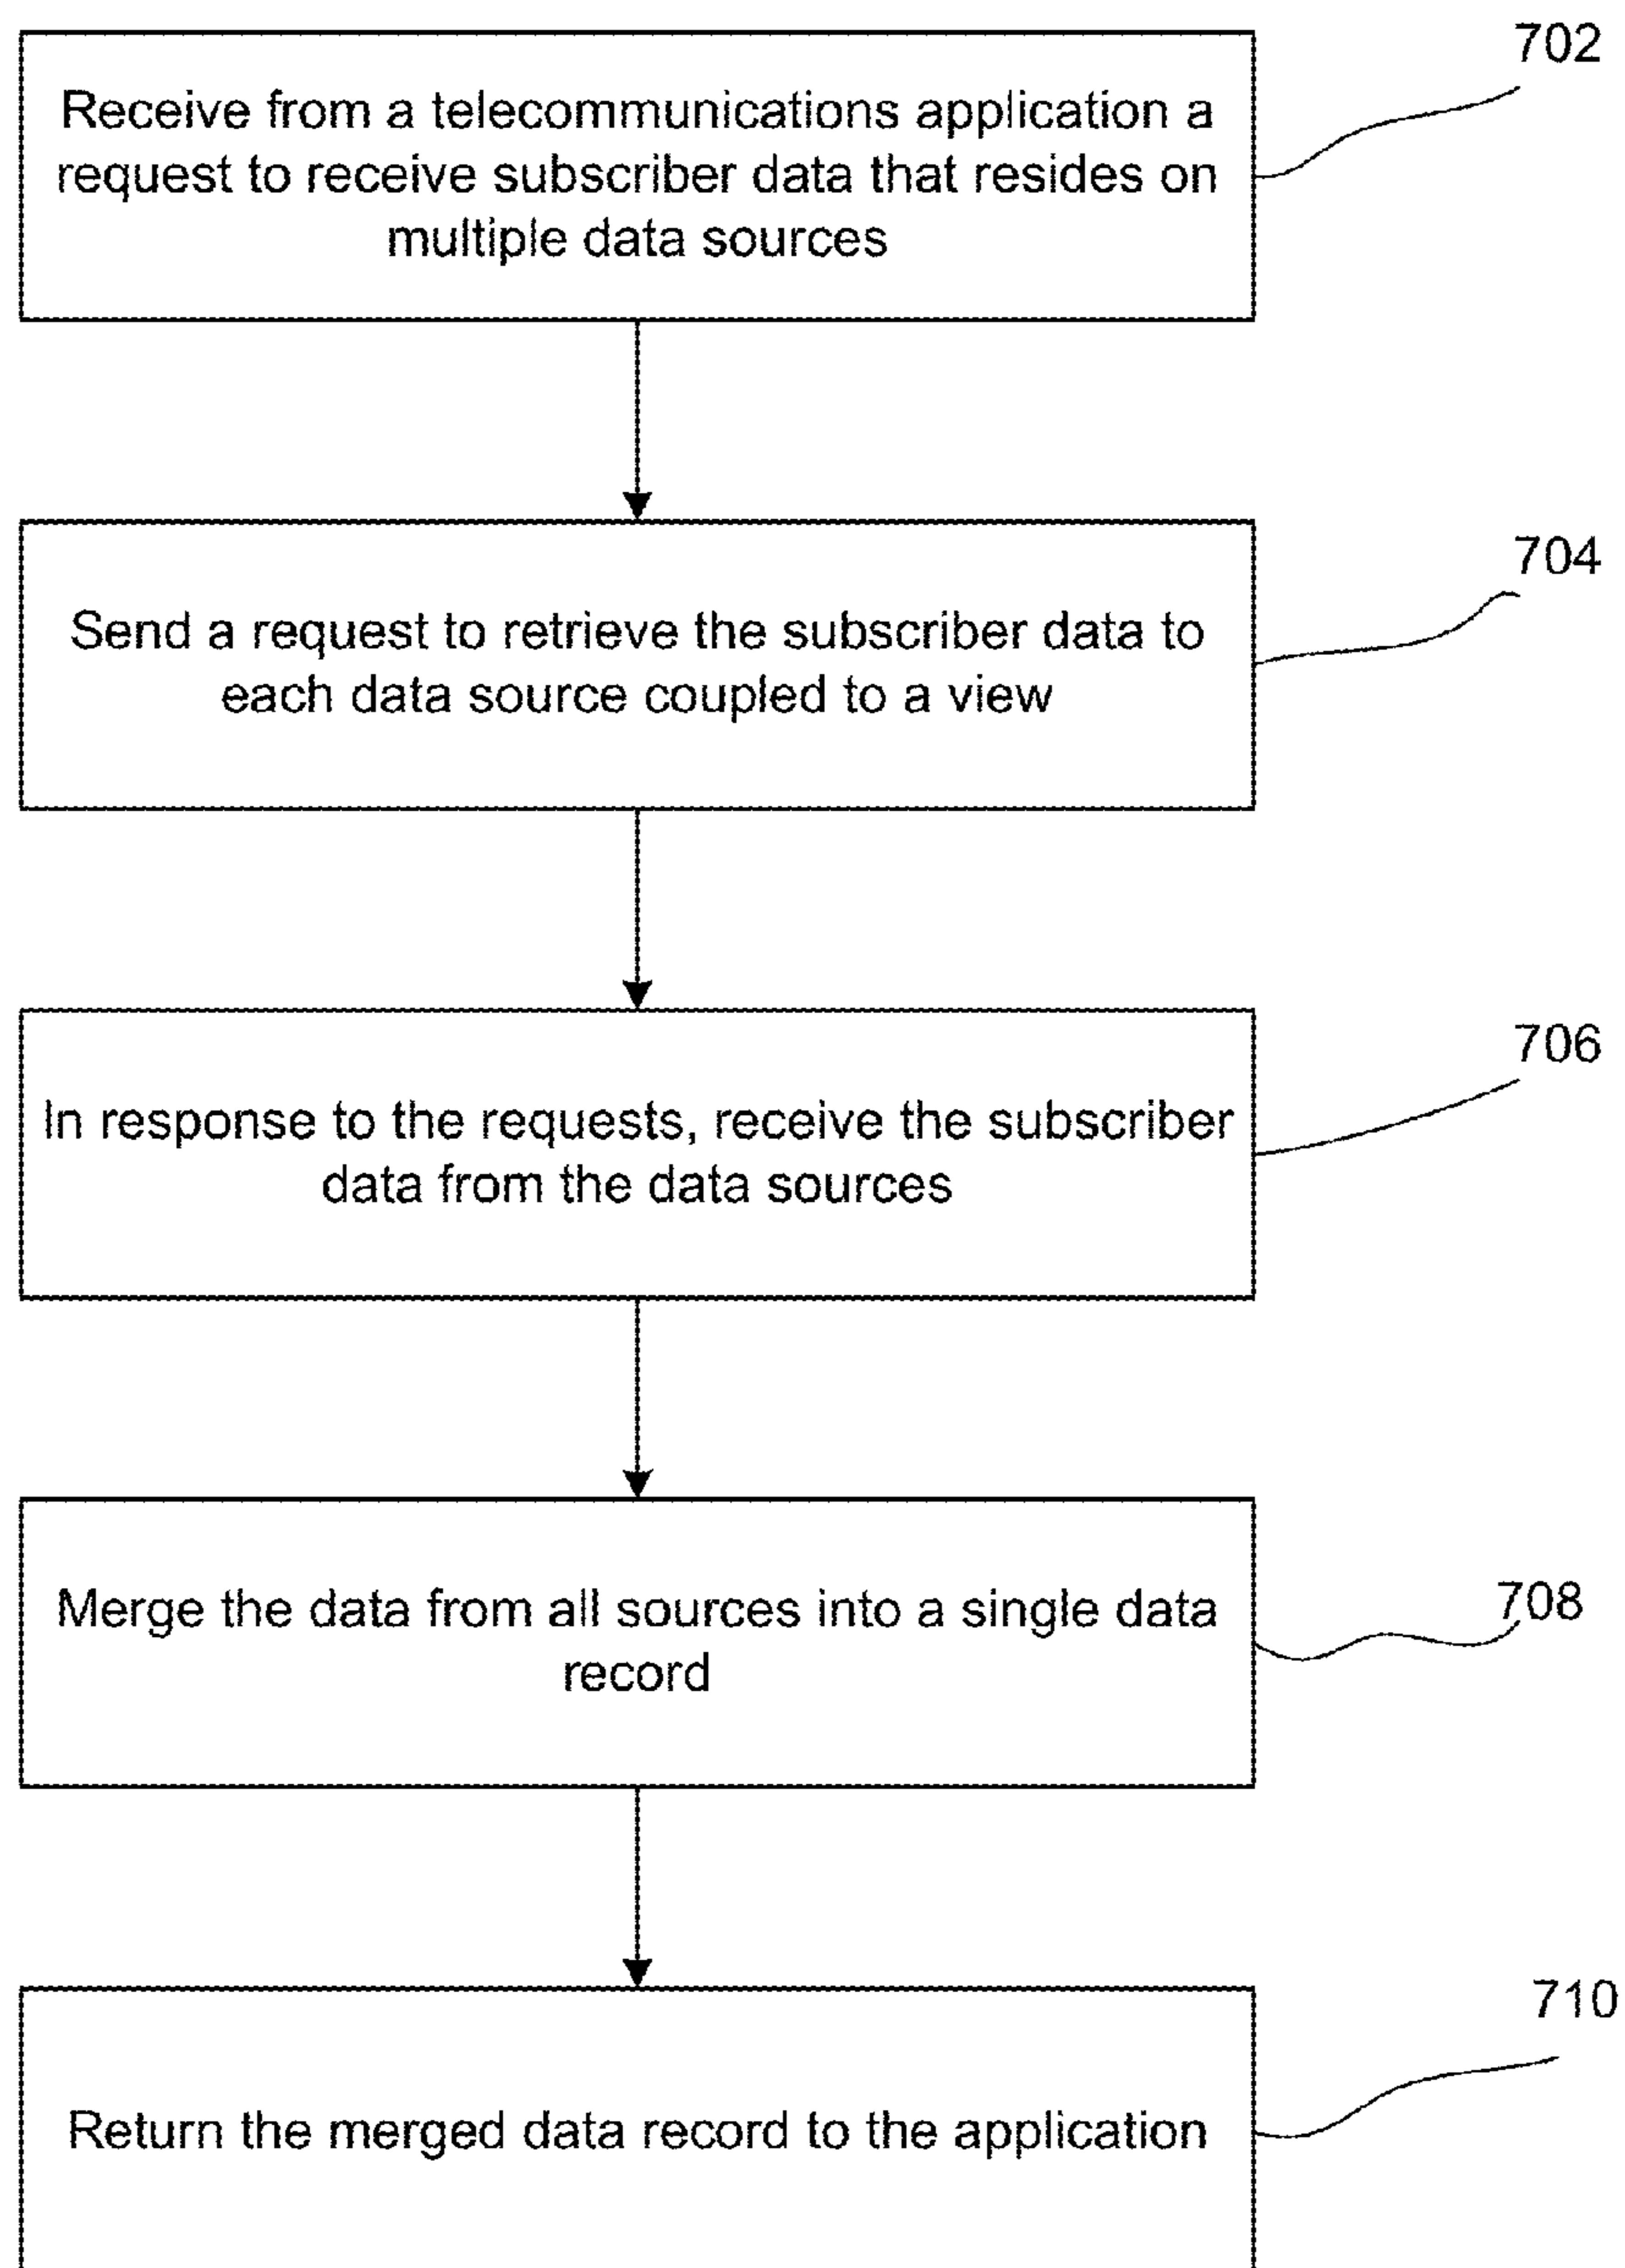 702
Receive from a telecommunications application a
request to receive subscriber data that resides on
multiple data sources
704
Send a request to retrieve the subscriber data to
each data source coupled to a view
706
In response to the requests, receive the subscriber
data from the data sources
708
Merge the data from all sources into a single data
record
710
Return the merged data record to the application